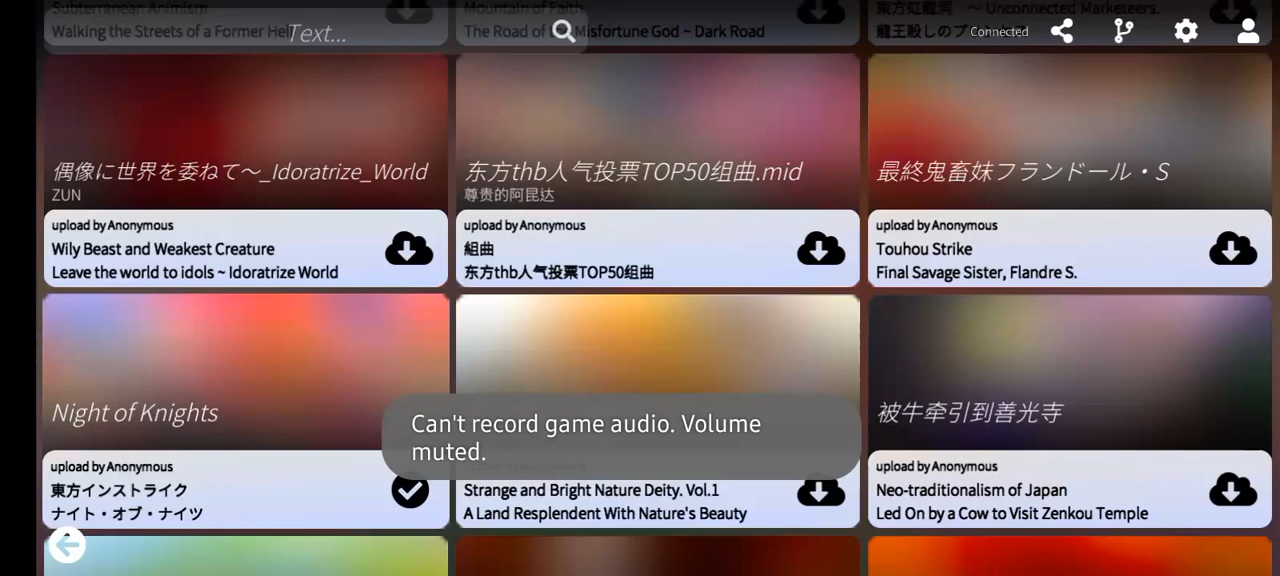 Subterranean Animism
Walking the Streets of a Former Hell
Text...
Mountain of Faith
The Road of the Misfortune God ~ Dark Road
東方虹龍洞 ～ Unconnected Marketeers.
龍王殺しのプ
Connected
偶像に世界を委ねて～_Idoratrize_World
ZUN
upload by Anonymous
Wily Beast and Weakest Creature
Leave the world to idols ~ Idoratrize World
东方thb人气投票TOP50组曲.mid
尊贵的阿昆达
upload by Anonymous
組曲
东方thb人气投票TOP50组曲
最終鬼畜妹フランドール・S
upload by Anonymous
Touhou Strike
Final Savage Sister, Flandre S.
Night of Knights
upload by Anonymous
東方インストライク
ナイト・オブ・ナイツ
Can't record game audio. Volume
muted.
Strange and Bright Nature Deity. Vol.1
A Land Resplendent With Nature's Beauty
被牛牵引到善光寺
upload by Anonymous
Neo-traditionalism of Japan
Led On by a Cow to Visit Zenkou Temple